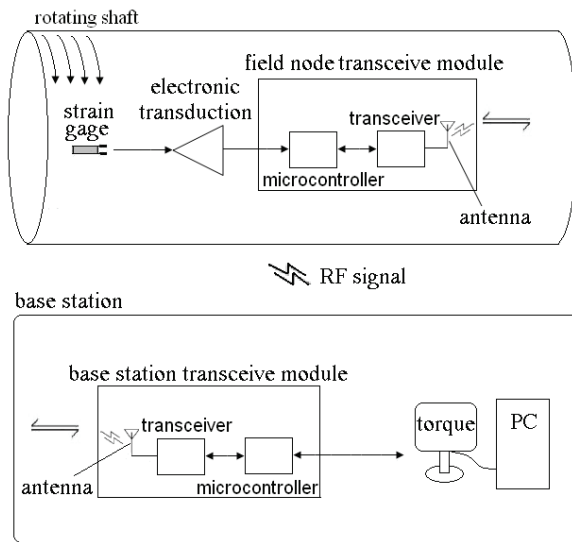 rotating shaft
strain
gage
electronic
transduction
field node transceive module
transceiver
microcontroller
antenna
RF signal
base station
base station transceive module
transceiver
antenna
microcontroller
torque
PC